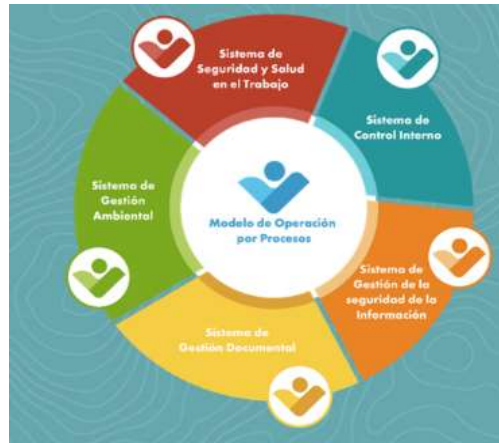 Sistema de
Seguridad y Salud
en el Trabajo
Sistema de
Control Interno
Sistema de
Gestión de la
seguridad de la
Información
Sistema de
Gestión Documental
Sistema de
Gestión
Ambiental
Modelo de Operación
por Procesos